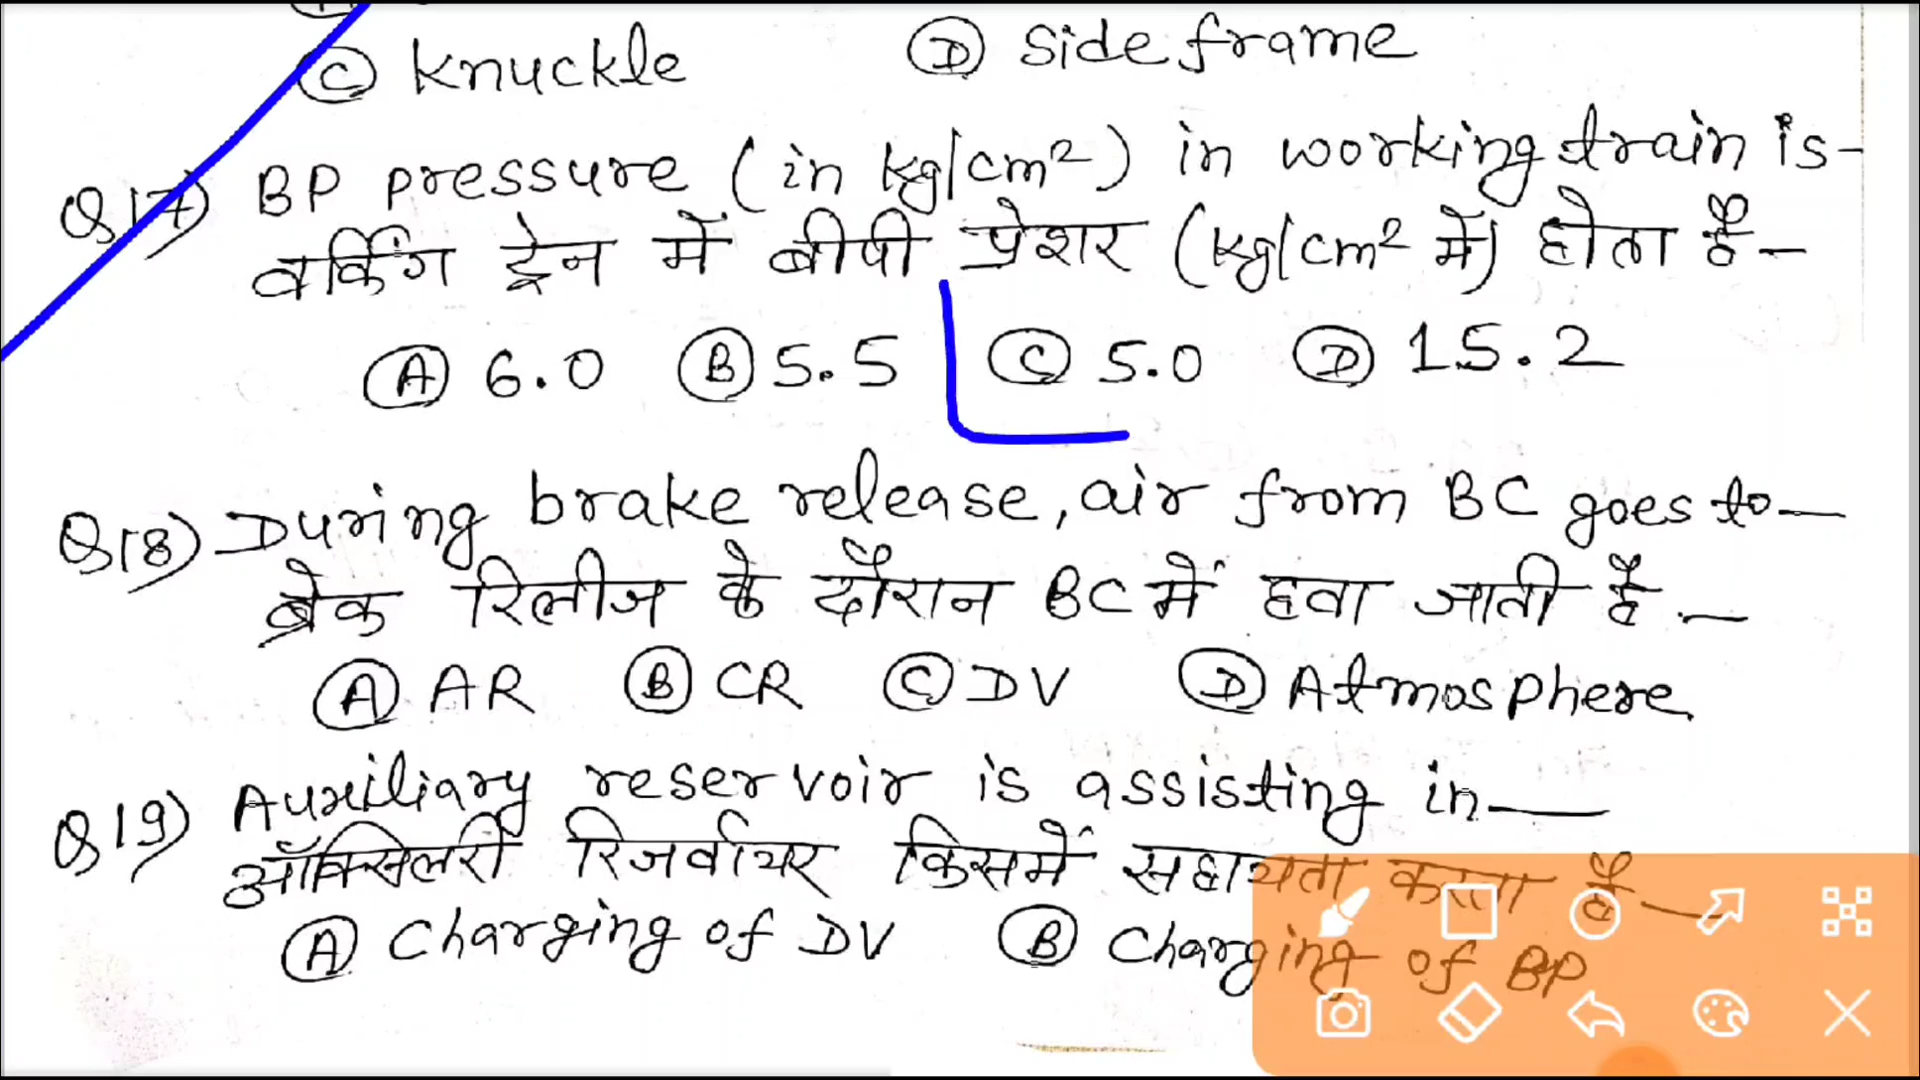 C knuckle D side frame
Q17) BP pressure (in kg/cm²) in working train is-
वर्किंग ट्रेन में बीपी प्रेशर (kg/cm² में) होता है-
A 6.0 B 5.5 C 5.0 D 15.2
Q18) During brake release, air from BC goes to—
ब्रेक रिलीज के दौरान BC में हवा जाती है.—
A AR B CR C DV D Atmosphere
Q19) Auxiliary reservoir is assisting in—
ऑक्सिलरी रिजर्वायर किसमें सहायता करता है—
A Charging of DV B Charging of BP